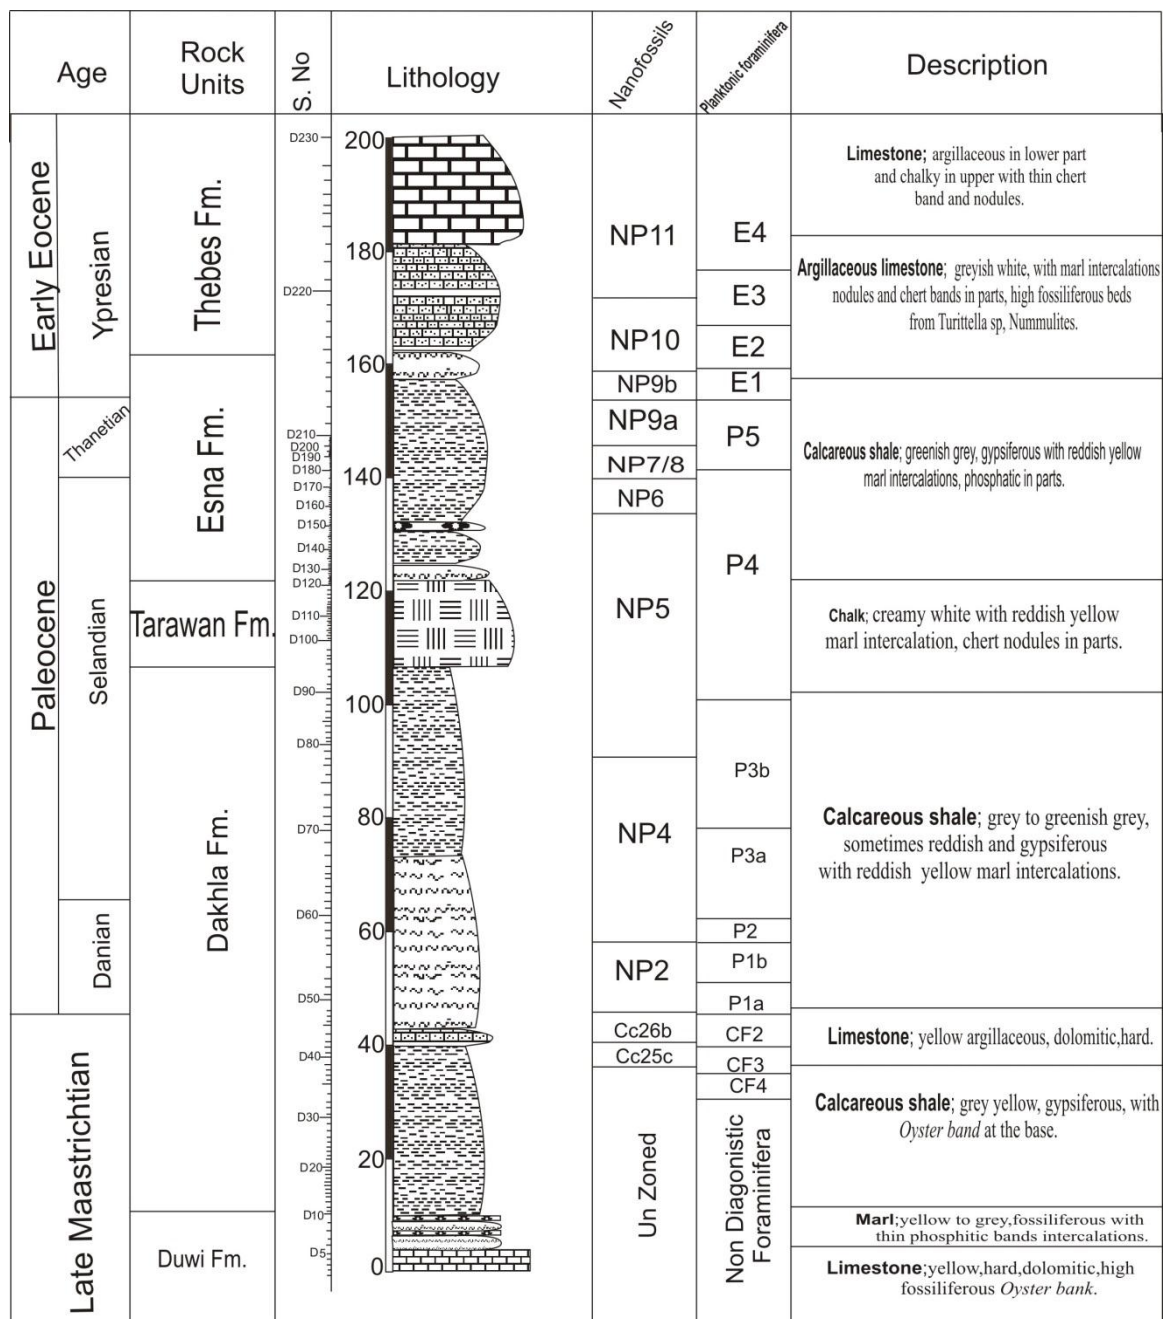 Age
Rock
Units
S. No
Lithology
Nanofossils
Planktonic foraminifera
Description
Early Eocene
Paleocene
Late Maastrichtian
Ypresian
Thanetian
Selandian
Danian
Thebes Fm.
Esna Fm.
Tarawan Fm.
Dakhla Fm.
Duwi Fm.
D230
D220
D210
D200
D190
D180
D170
D160
D150
D140
D130
D120
D110
D100
D90
D80
D70
D60
D50
D40
D30
D20
D10
D5
200
180
160
140
120
100
80
60
40
20
0
NP11
NP10
NP9b
NP9a
NP7/8
NP6
NP5
NP4
NP2
Cc26b
Cc25c
Un Zoned
E4
E3
E2
E1
P5
P4
P3b
P3a
P2
P1b
P1a
CF2
CF3
CF4
Non Diagonistic
Foraminifera
Limestone; argillaceous in lower part
and chalky in upper with thin chert
band and nodules.
Argillaceous limestone; greyish white, with marl intercalations
nodules and chert bands in parts, high fossiliferous beds
from Turittella sp, Nummulites.
Calcareous shale; greenish grey, gypsiferous with reddish yellow
marl intercalations, phosphatic in parts.
Chalk; creamy white with reddish yellow
marl intercalation, chert nodules in parts.
Calcareous shale; grey to greenish grey,
sometimes reddish and gypsiferous
with reddish yellow marl intercalations.
Limestone; yellow argillaceous, dolomitic,hard.
Calcareous shale; grey yellow, gypsiferous, with
Oyster band at the base.
Marl;yellow to grey,fossiliferous with
thin phosphitic bands intercalations.
Limestone;yellow,hard,dolomitic,high
fossiliferous Oyster bank.